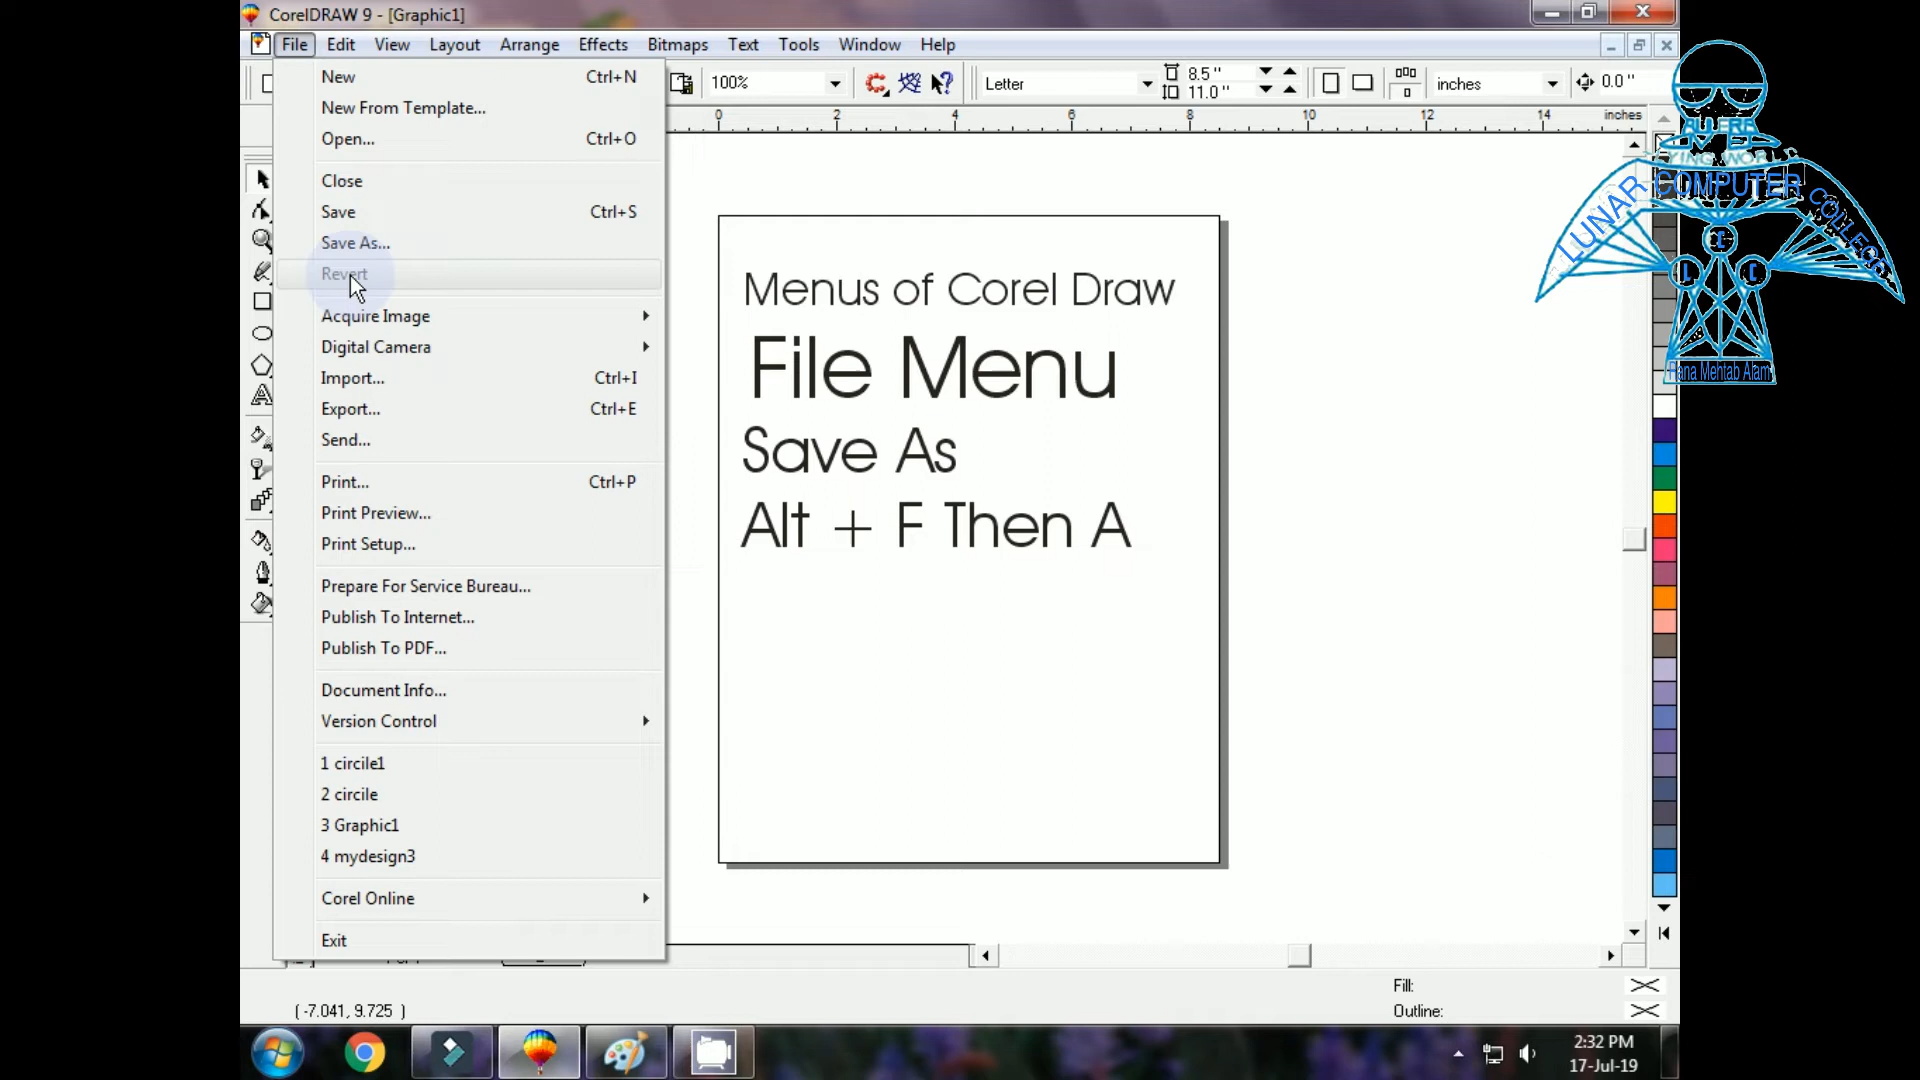 CorelDRAW 9 - [Graphic1]
File Edit View Layout Arrange Effects Bitmaps Text Tools Window Help
New Ctrl+N
New From Template...
Open... Ctrl+O
Close
Save Ctrl+S
Save As...
Revert
Acquire Image
Digital Camera
Import... Ctrl+I
Export... Ctrl+E
Send...
Print... Ctrl+P
Print Preview...
Print Setup...
Prepare For Service Bureau...
Publish To Internet...
Publish To PDF...
Document Info...
Version Control
1 circile1
2 circile
3 Graphic1
4 mydesign3
Corel Online
Exit
100%
Letter
8.5 "
11.0 "
inches
0.0 "
0 2 4 6 8 10 12 14 inches
Menus of Corel Draw
File Menu
Save As
Alt + F Then A
LUNAR COMPUTER COLLEGE
Rana Mehtab Alam
Fill:
Outline:
( -7.041, 9.725 )
2:32 PM
17-Jul-19